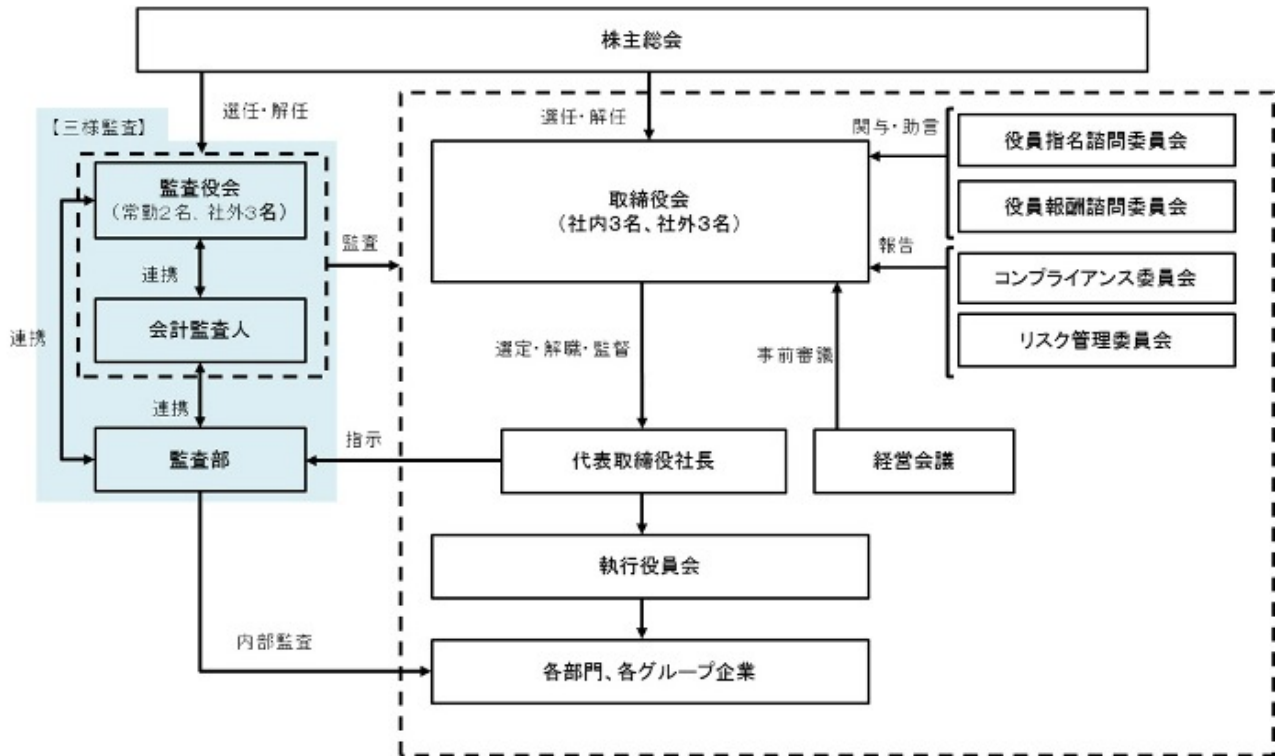 株主総会
選任・解任
選任・解任
【三様監査】
関与・助言
役員指名諮問委員会
監査役会
(常勤2名、社外3名)
取締役会
(社内3名、社外3名)
役員報酬諮問委員会
監査
報告
コンプライアンス委員会
連携
連携
会計監査人
リスク管理委員会
選定・解職・監督
事前審議
連携
指示
監査部
代表取締役社長
経営会議
執行役員会
内部監査
各部門、各グループ企業